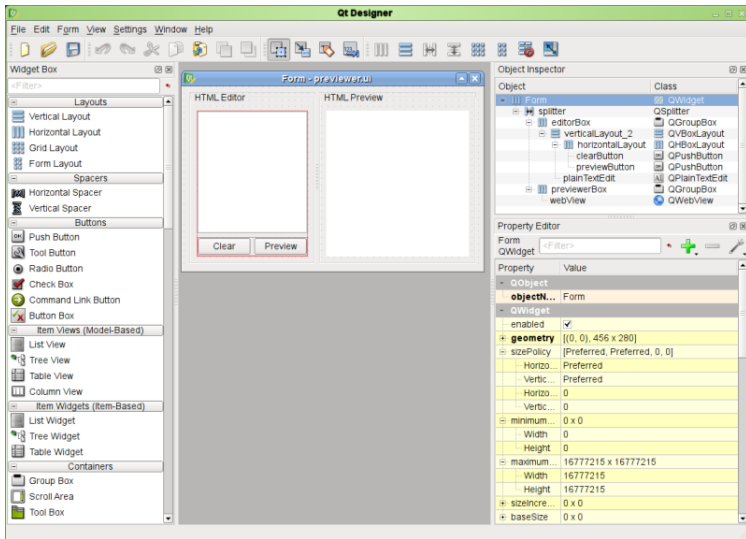 Qt Designer
File Edit Form View Settings Window Help
Widget Box
<Filter>
Layouts
Vertical Layout
Horizontal Layout
Grid Layout
Form Layout
Spacers
Horizontal Spacer
Vertical Spacer
Buttons
OK Push Button
Tool Button
Radio Button
Check Box
Command Link Button
Button Box
Item Views (Model-Based)
List View
Tree View
Table View
Column View
Item Widgets (Item-Based)
List Widget
Tree Widget
Table Widget
Containers
Group Box
Scroll Area
Tool Box
Form - previewer.ui
HTML Editor HTML Preview
Clear Preview
Object Inspector
Object Class
Form QWidget
splitter QSplitter
editorBox QGroupBox
verticalLayout_2 QVBoxLayout
horizontalLayout QHBoxLayout
clearButton QPushButton
previewButton QPushButton
plainTextEdit AI QPlainTextEdit
previewerBox QGroupBox
webView QWebView
Property Editor
Form
QWidget
<Filter>
Property Value
QObject
objectN... Form
QWidget
enabled
geometry [(0, 0), 456 x 280]
sizePolicy [Preferred, Preferred, 0, 0]
Horizo... Preferred
Vertic... Preferred
Horizo... 0
Vertic... 0
minimum... 0 x 0
Width 0
Height 0
maximum... 16777215 x 16777215
Width 16777215
Height 16777215
sizeIncre... 0 x 0
baseSize 0 x 0